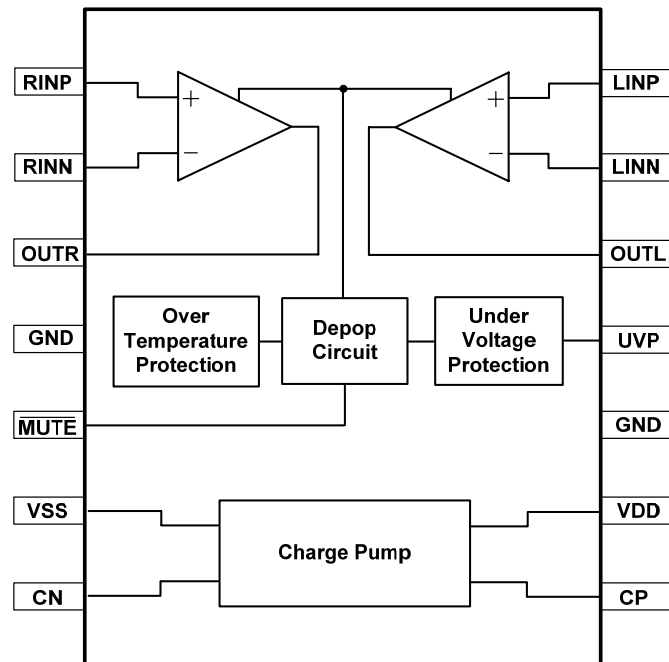 RINP
LINP
+
+
RINN
−
−
LINN
OUTR
OUTL
GND
Over
Temperature
Protection
Depop
Circuit
Under
Voltage
Protection
UVP
MUTE
GND
VSS
VDD
Charge Pump
CN
CP